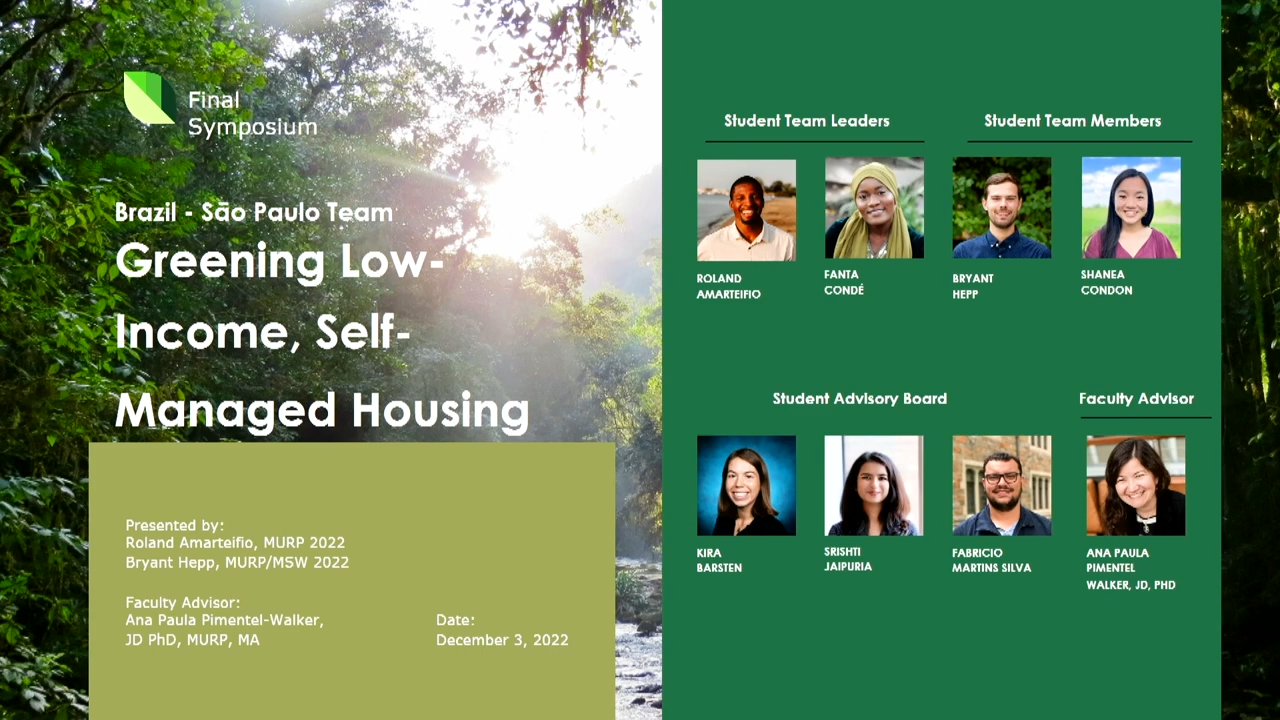 Final
Symposium
Brazil - São Paulo Team
Greening Low-
Income, Self-
Managed Housing
Presented by:
Roland Amarteifio, MURP 2022
Bryant Hepp, MURP/MSW 2022
Faculty Advisor:
Ana Paula Pimentel-Walker,
JD PhD, MURP, MA
Date:
December 3, 2022
Student Team Leaders
Student Team Members
ROLAND
AMARTEIFIO
FANTA
CONDÉ
BRYANT
HEPP
SHANEA
CONDON
Student Advisory Board
Faculty Advisor
KIRA
BARSTEN
SRISHTI
JAIPURIA
FABRICIO
MARTINS SILVA
ANA PAULA
PIMENTEL
WALKER, JD, PHD